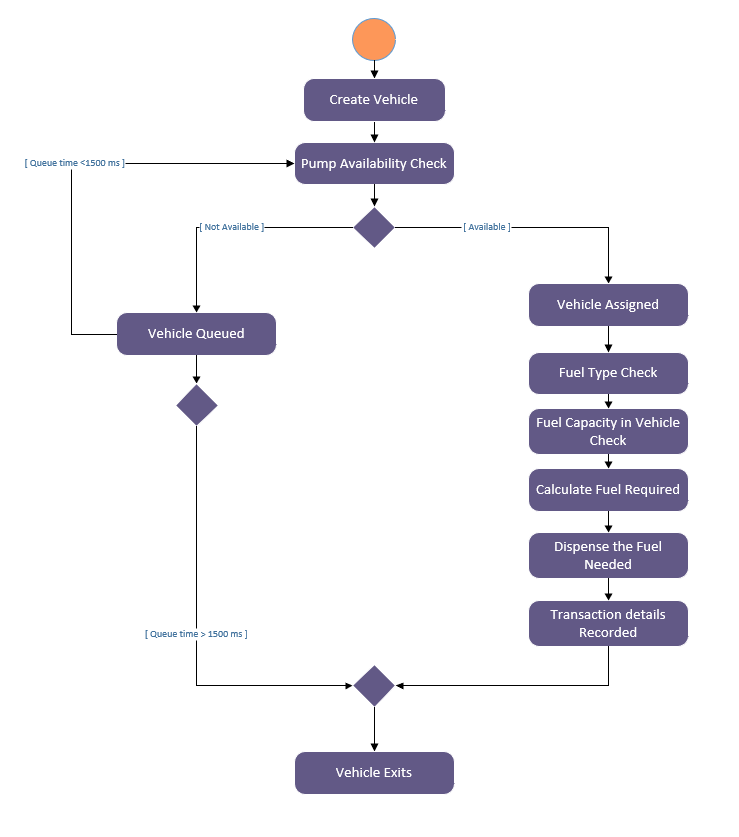 Create Vehicle
[ Queue time <1500 ms ]
Pump Availability Check
[ Not Available ]
[ Available ]
Vehicle Assigned
Vehicle Queued
Fuel Type Check
Fuel Capacity in Vehicle
Check
Calculate Fuel Required
Dispense the Fuel
Needed
Transaction details
Recorded
[ Queue time > 1500 ms ]
Vehicle Exits